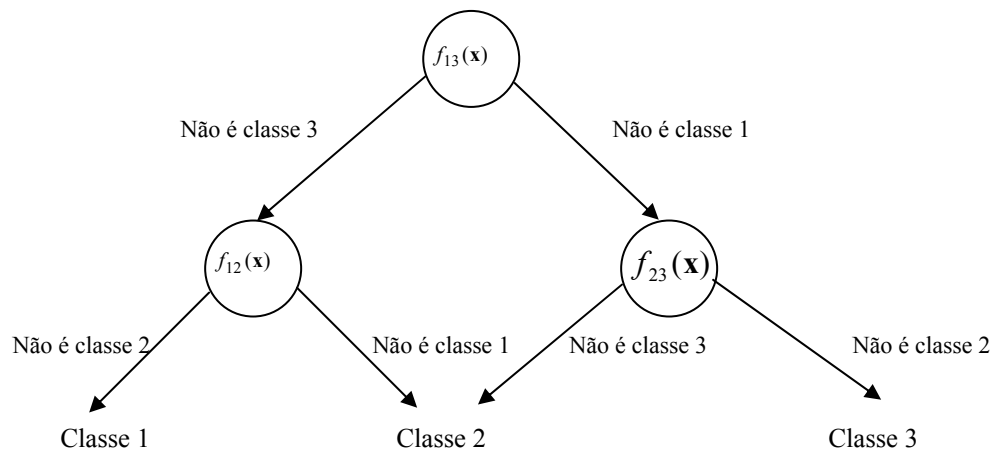 f₁₃(x)
Não é classe 3
Não é classe 1
f₁₂(x)
f₂₃(x)
Não é classe 2
Não é classe 1
Não é classe 3
Não é classe 2
Classe 1
Classe 2
Classe 3